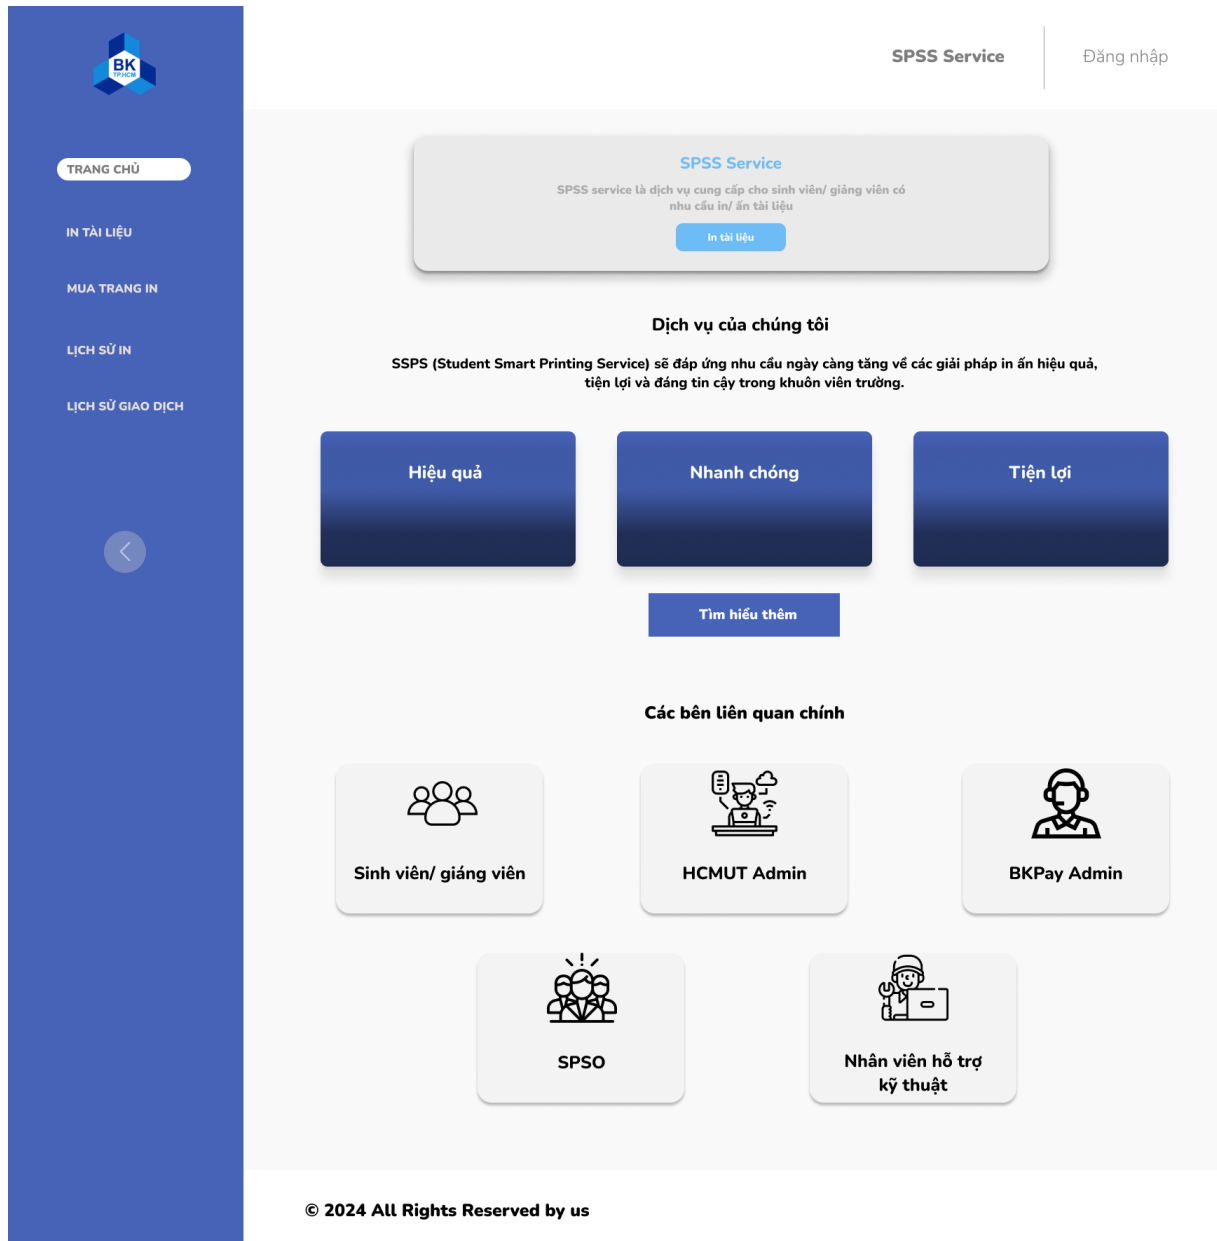 BK
TP.HCM
SPSS Service
Đăng nhập
TRANG CHỦ
IN TÀI LIỆU
MUA TRANG IN
LỊCH SỬ IN
LỊCH SỬ GIAO DỊCH
SPSS Service
SPSS service là dịch vụ cung cấp cho sinh viên/ giảng viên có
nhu cầu in/ ấn tài liệu
In tài liệu
Dịch vụ của chúng tôi
SSPS (Student Smart Printing Service) sẽ đáp ứng nhu cầu ngày càng tăng về các giải pháp in ấn hiệu quả,
tiện lợi và đáng tin cậy trong khuôn viên trường.
Hiệu quả
Nhanh chóng
Tiện lợi
Tìm hiểu thêm
Các bên liên quan chính
Sinh viên/ giáng viên
HCMUT Admin
BKPay Admin
SPSO
Nhân viên hỗ trợ
kỹ thuật
© 2024 All Rights Reserved by us